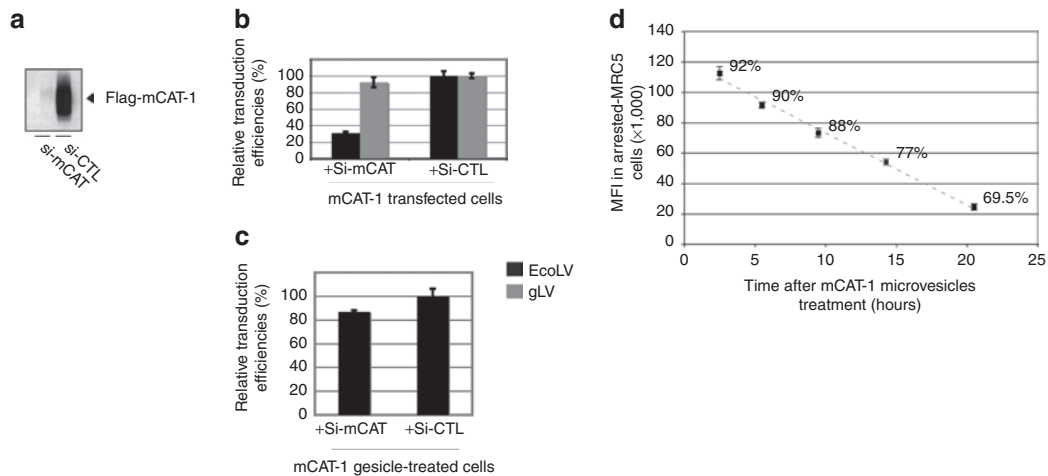 a
Flag-mCAT-1
si-mCAT
si-CTL
b
Relative transduction
efficiencies (%)
100
80
60
40
20
0
+Si-mCAT
+Si-CTL
mCAT-1 transfected cells
c
Relative transduction
efficiencies (%)
100
80
60
40
80
0
+Si-mCAT
+Si-CTL
mCAT-1 gesicle-treated cells
EcoLV
gLV
d
MFI in arrested-MRC5
cells (×1,000)
140
120
100
80
60
40
20
0
92%
90%
88%
77%
69.5%
0
5
10
15
20
25
Time after mCAT-1 microvesicles
treatment (hours)